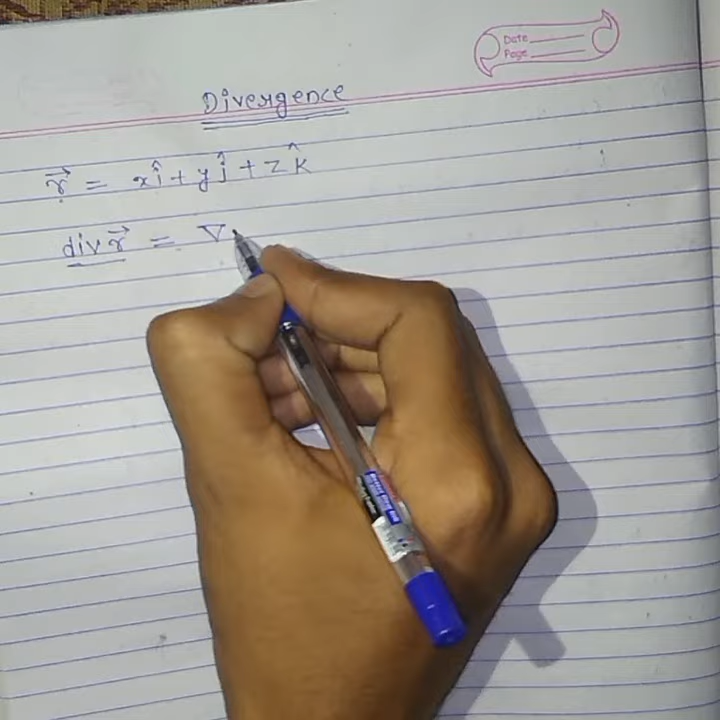 Date
Page
Divergence
r⃗ = xî + yĵ + zk̂
div r⃗ = ∇